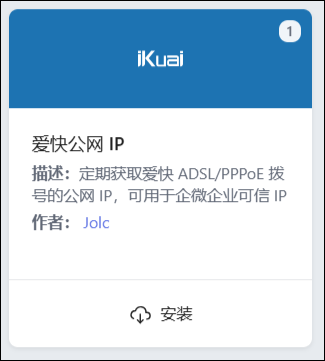 1
iKuai
爱快公网 IP
描述：定期获取爱快 ADSL/PPPoE 拨
号的公网 IP，可用于企微企业可信 IP
作者： Jolc
安装